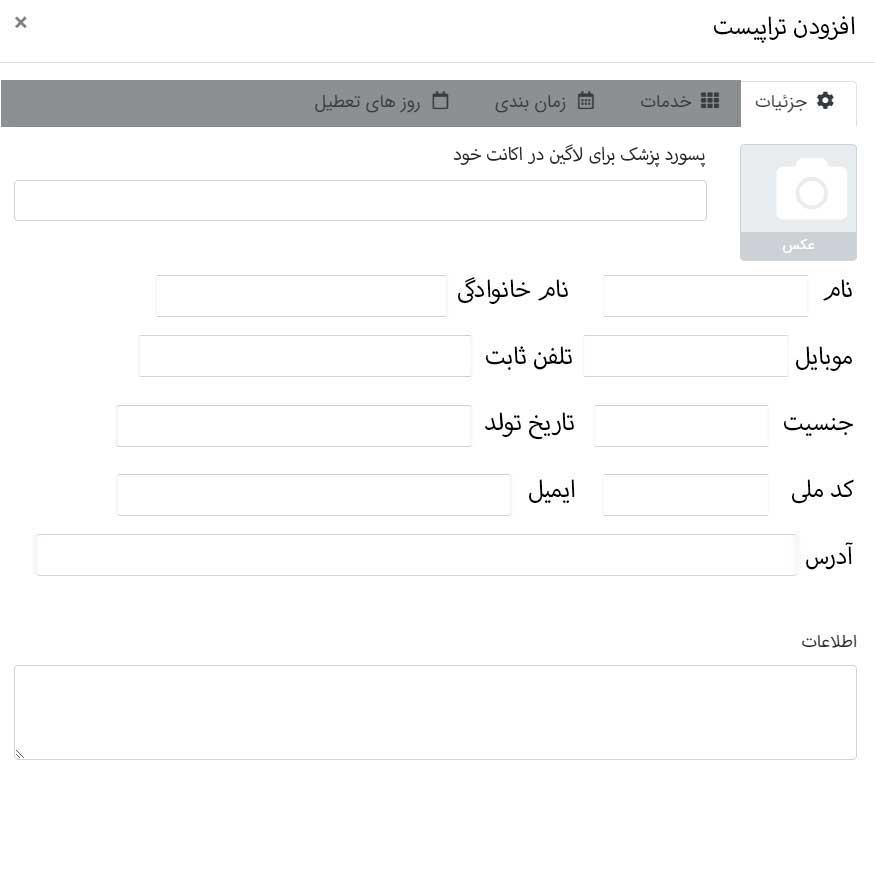 افزودن تراپیست
×
جزئیات خدمات زمان بندی روز های تعطیل
پسورد پزشک برای لاگین در اکانت خود
عکس
نام نام خانوادگی
موبایل تلفن ثابت
جنسیت تاریخ تولد
کد ملی ایمیل
آدرس
اطلاعات